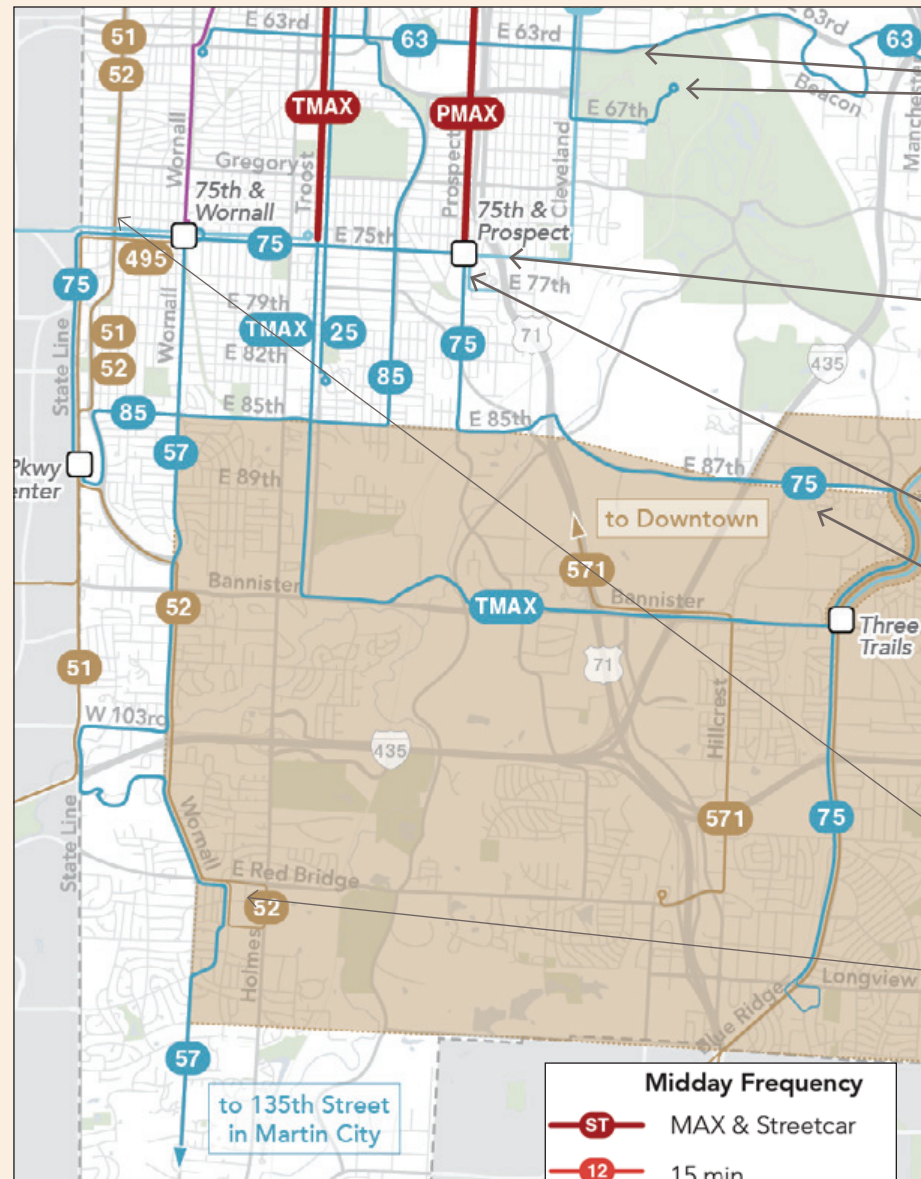 E 63rd
E 63rd
E 63rd
51
63
63
52
Beacon
TMAX
PMAX
E 67th
Wornall
Manchest
Gregory
Troost
Prospect
Cleveland
75th &
Wornall
75th &
Prospect
E 75th
75
495
75
E 77th
Wornall
E 79th
TMAX
25
71
State Line
51
75
E 82th
435
52
85
85
E 85th
E 85th
57
Pkwy
enter
E 87th
75
E 89th
to Downtown
571
Bannister
Bannister
52
TMAX
Three
Trails
51
71
Hillcrest
W 103rd
435
Wornall
571
75
State Line
E Red Bridge
52
Holmes
Longview
Blue Ridge
57
to 135th Street
in Martin City
Midday Frequency
ST MAX & Streetcar
12 15 min